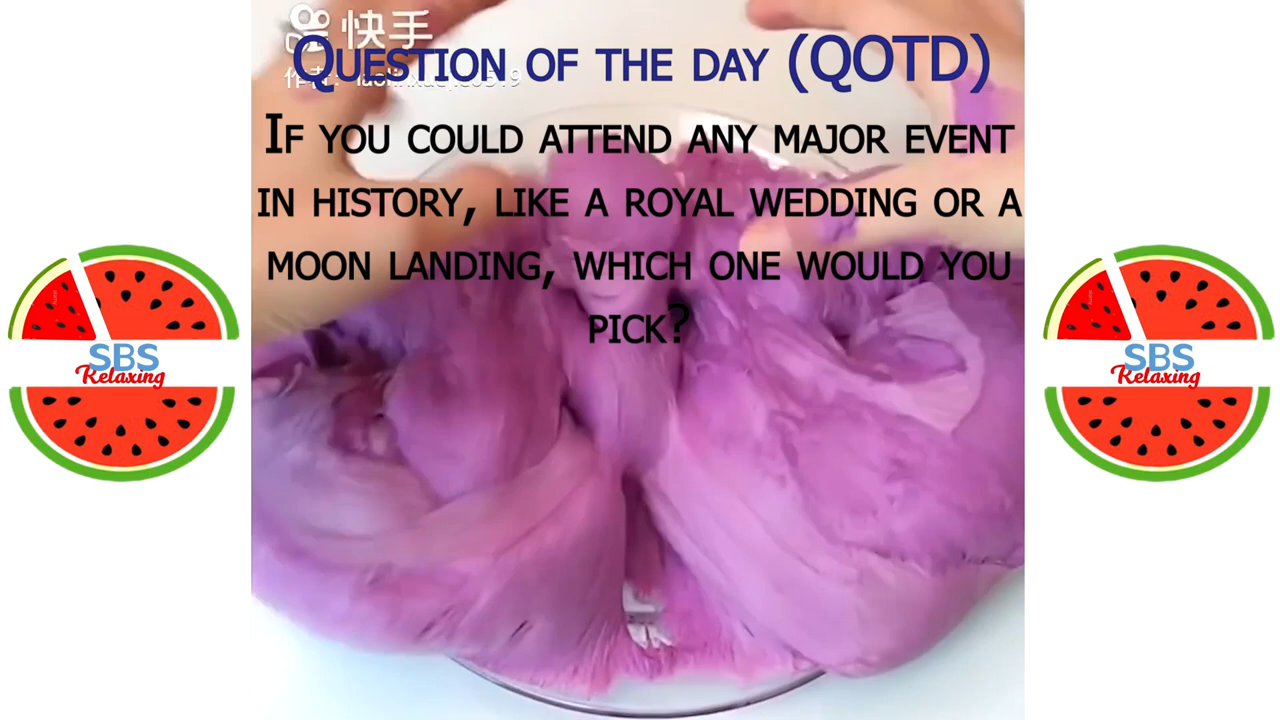 快手
Question of the day (QOTD)
If you could attend any major event
in history, like a royal wedding or a
moon landing, which one would you
pick?
SBS
Relaxing
SBS
Relaxing